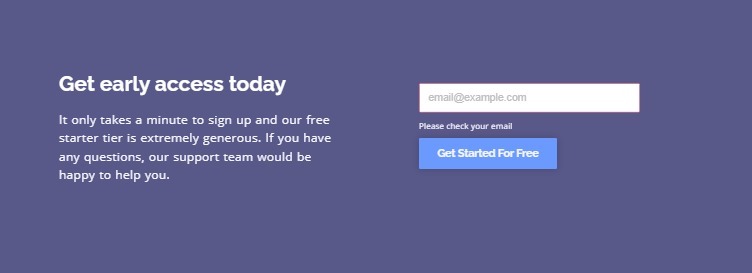 Get early access today
It only takes a minute to sign up and our free
starter tier is extremely generous. If you have
any questions, our support team would be
happy to help you.
email@example.com
Please check your email
Get Started For Free